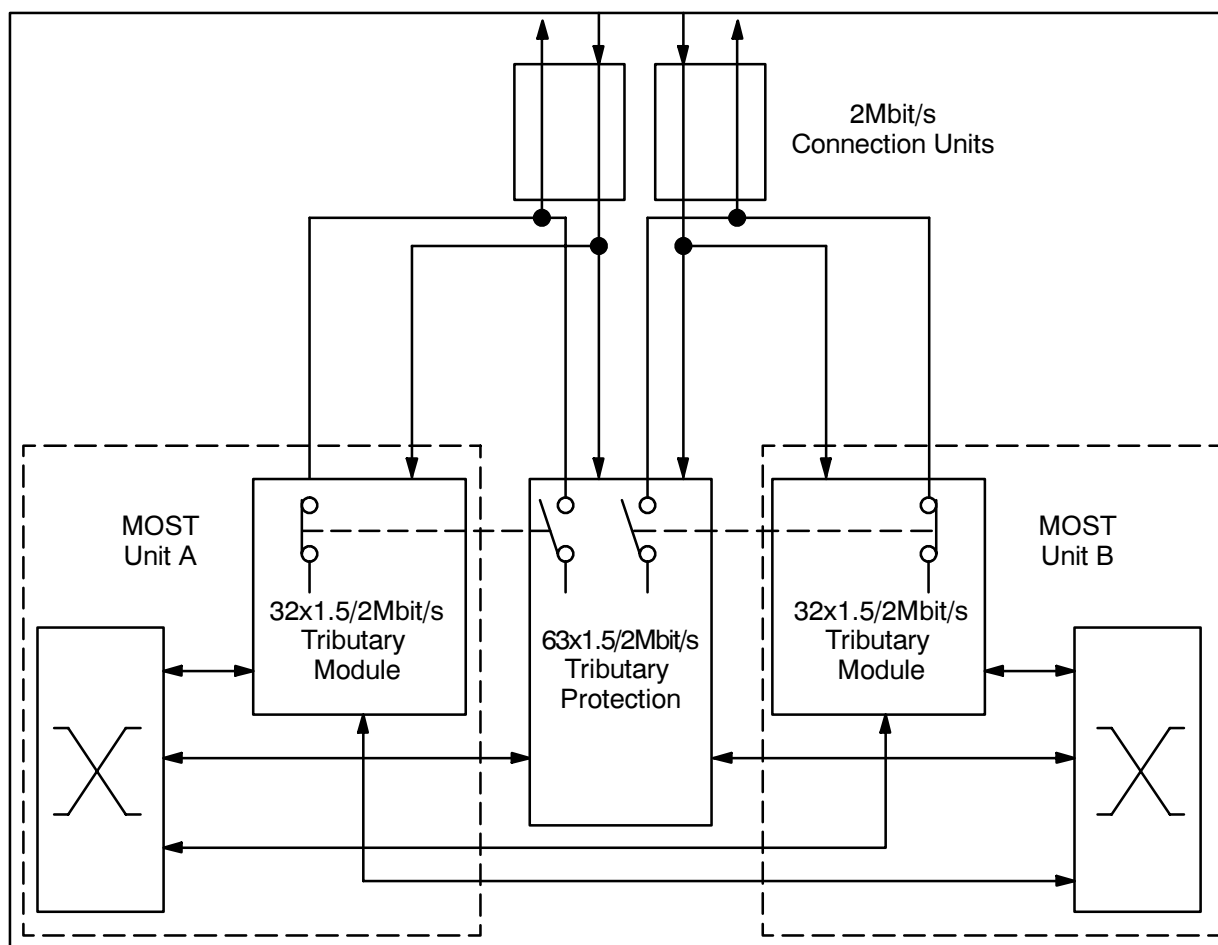 2Mbit/s
Connection Units
MOST
Unit A
32x1.5/2Mbit/s
Tributary
Module
63x1.5/2Mbit/s
Tributary
Protection
32x1.5/2Mbit/s
Tributary
Module
MOST
Unit B